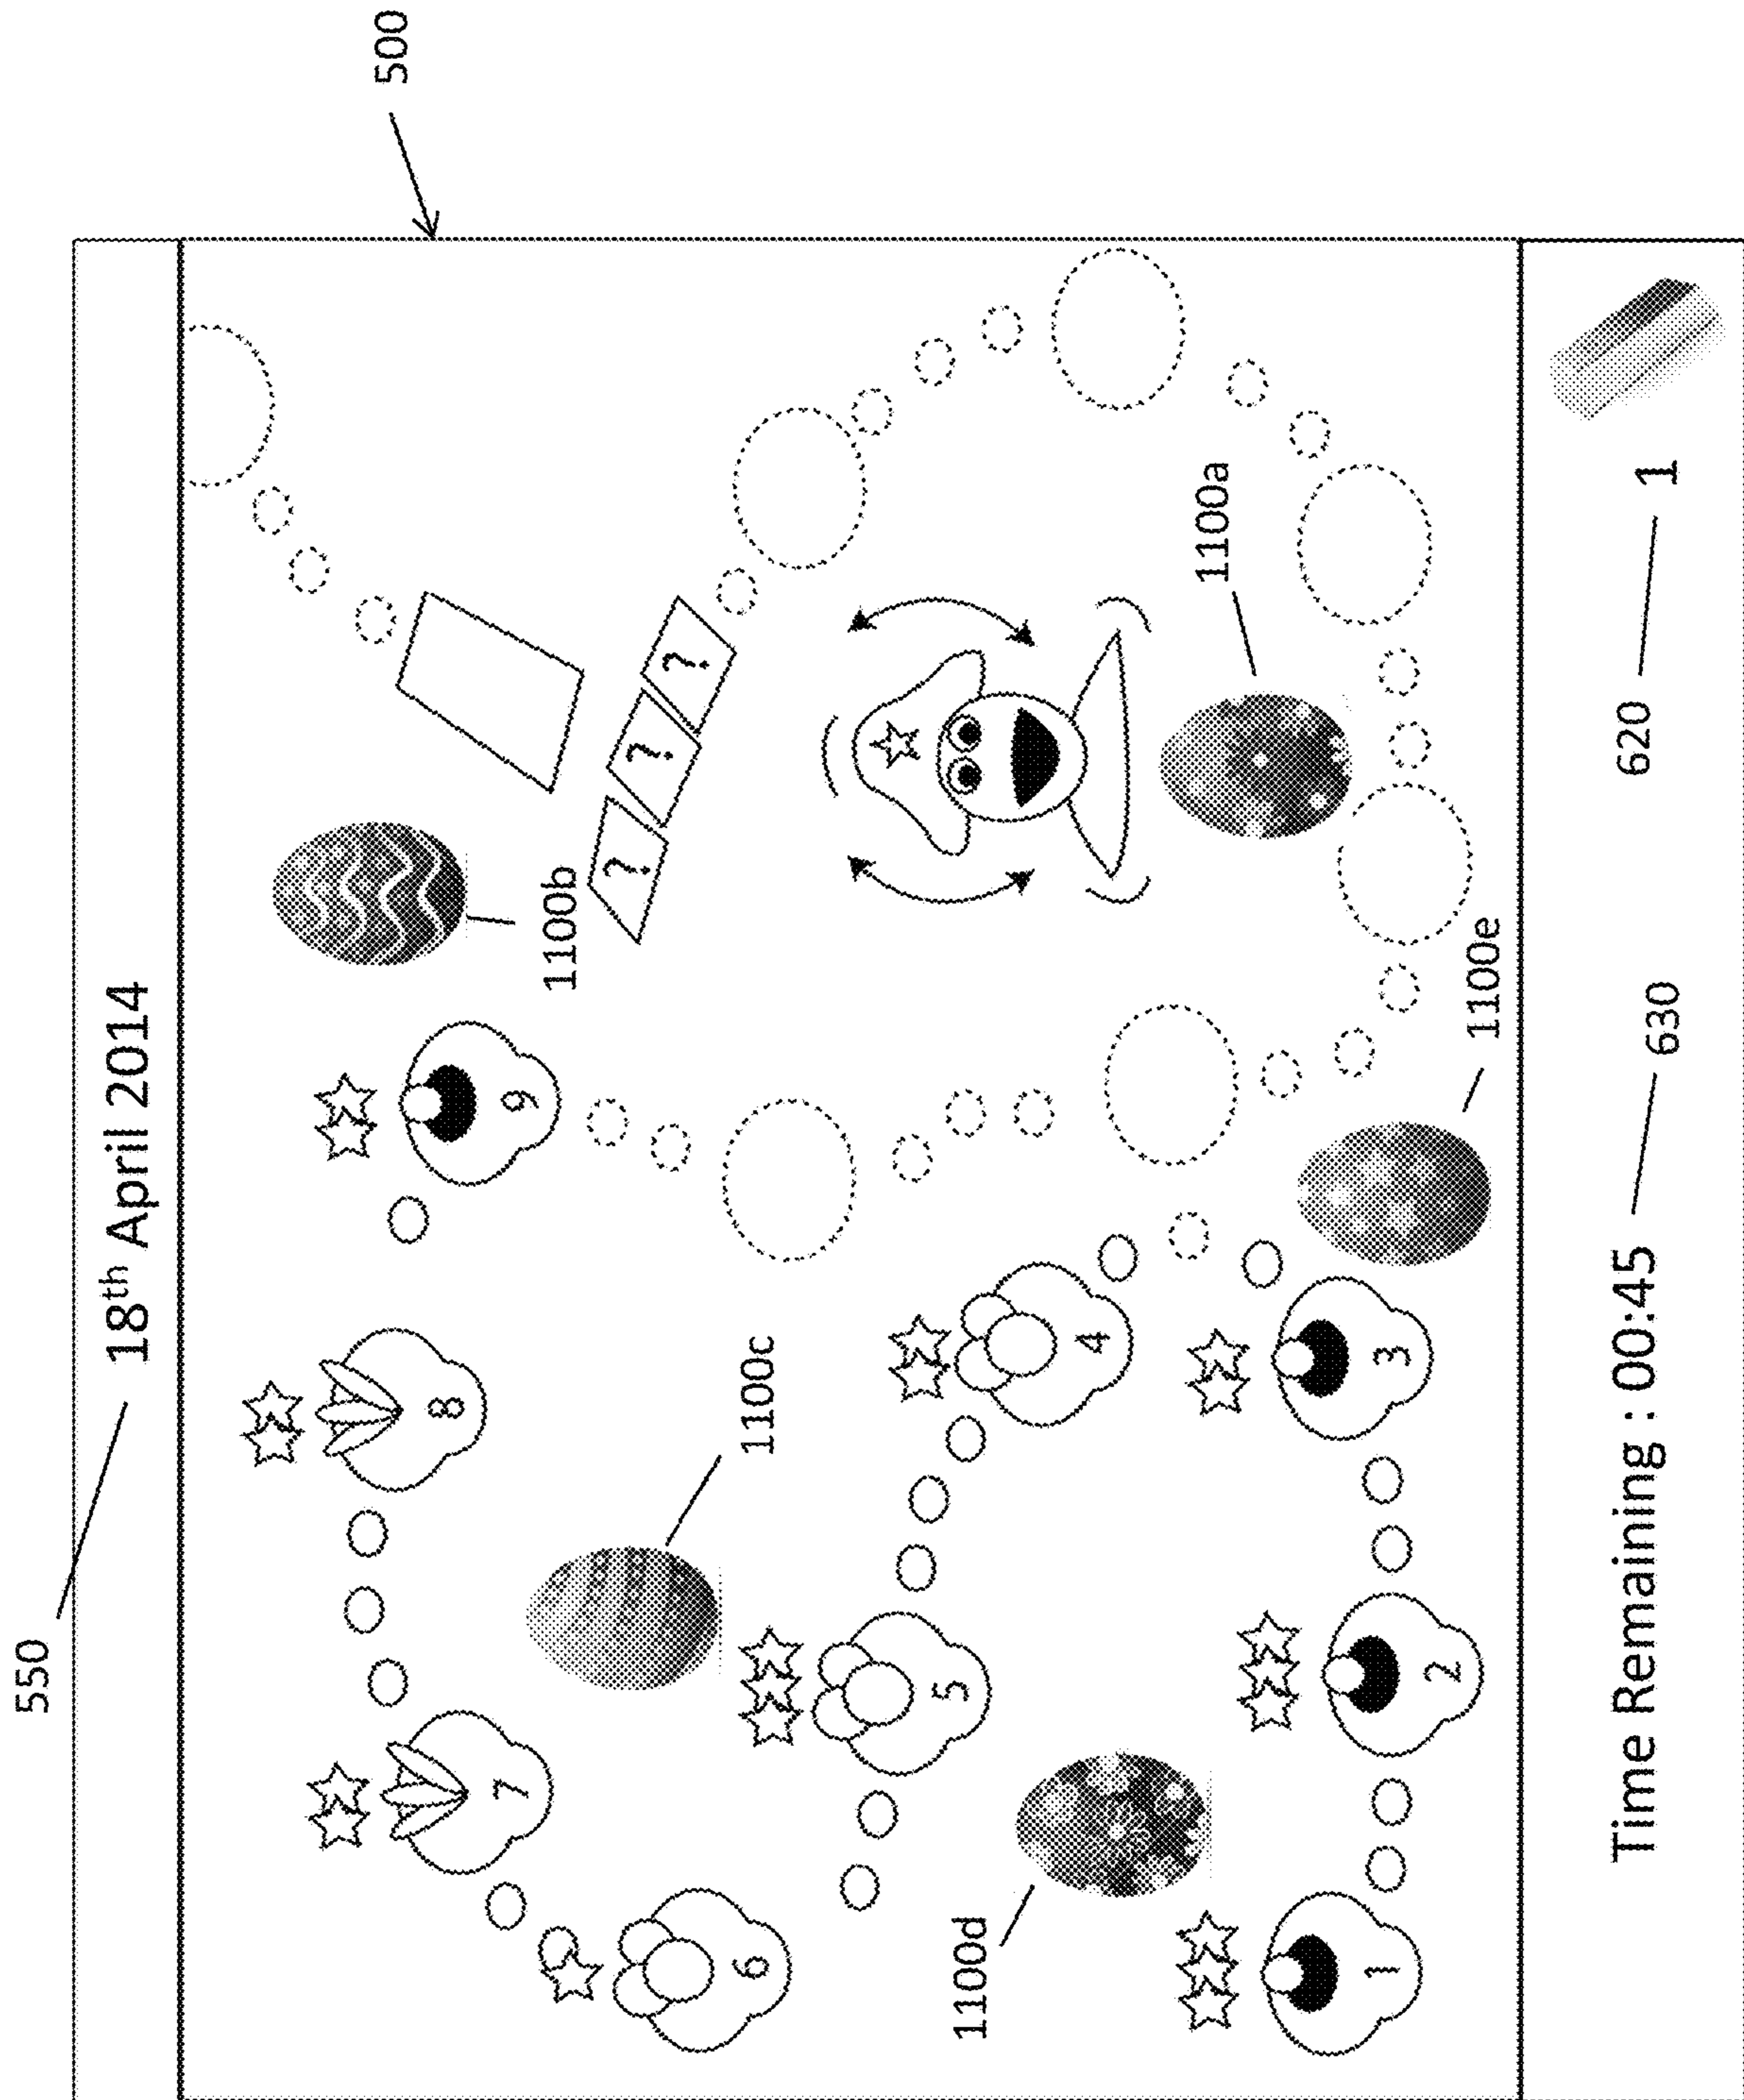 550
18th April 2014
500
8
9
7
1100b
? ? ?
1100c
6
5
4
1100a
1100d
1
2
3
1100e
Time Remaining : 00:45
630
620
1